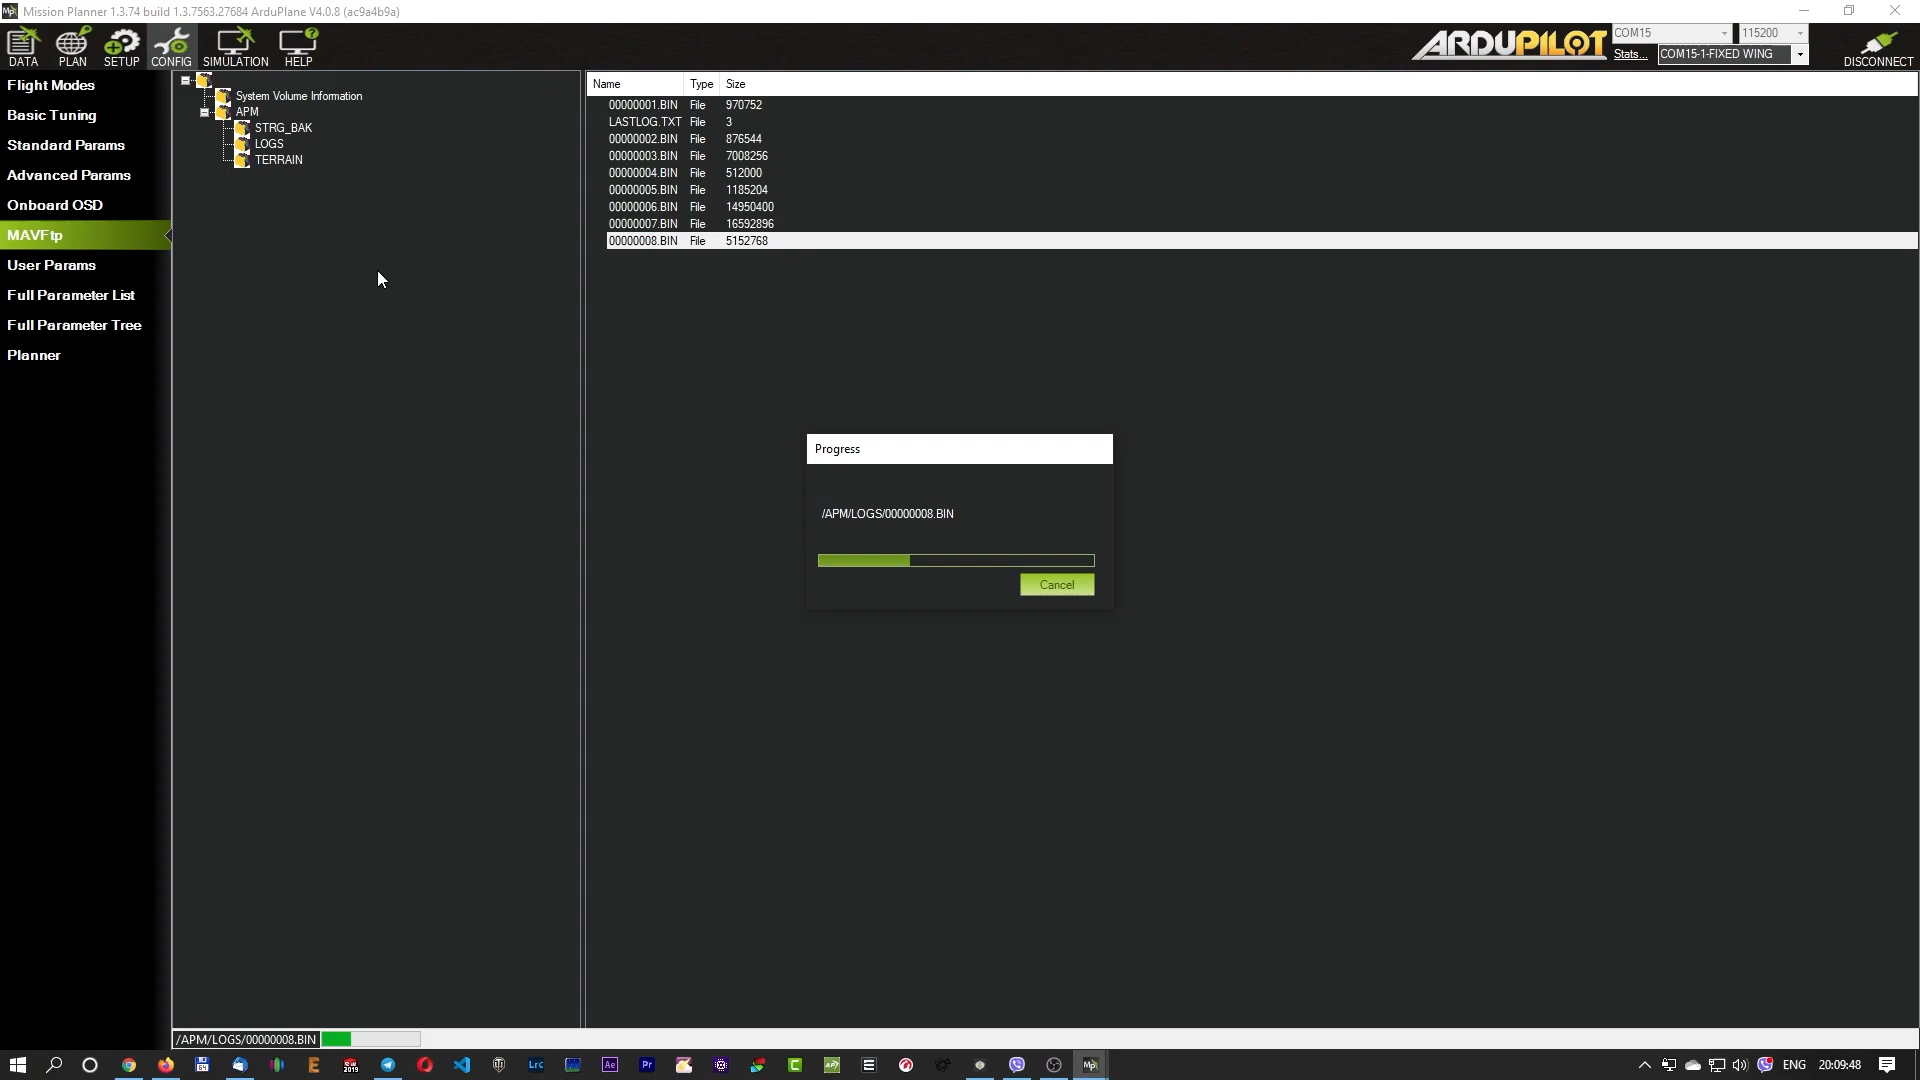 Mission Planner 1.3.74 build 1.3.7563.27684 ArduPlane V4.0.8 (ac9a4b9a)
DATA PLAN SETUP CONFIG SIMULATION HELP
ARDUPILOT
COM15 115200
Stats... COM15-1-FIXED WING
DISCONNECT
Flight Modes
Basic Tuning
Standard Params
Advanced Params
Onboard OSD
MAVFtp
User Params
Full Parameter List
Full Parameter Tree
Planner
System Volume Information
APM
STRG_BAK
LOGS
TERRAIN
Name Type Size
00000001.BIN File 970752
LASTLOG.TXT File 3
00000002.BIN File 876544
00000003.BIN File 7008256
00000004.BIN File 512000
00000005.BIN File 1185204
00000006.BIN File 14950400
00000007.BIN File 16592896
00000008.BIN File 5152768
Progress
/APM/LOGS/00000008.BIN
Cancel
/APM/LOGS/00000008.BIN
ENG 20:09:48